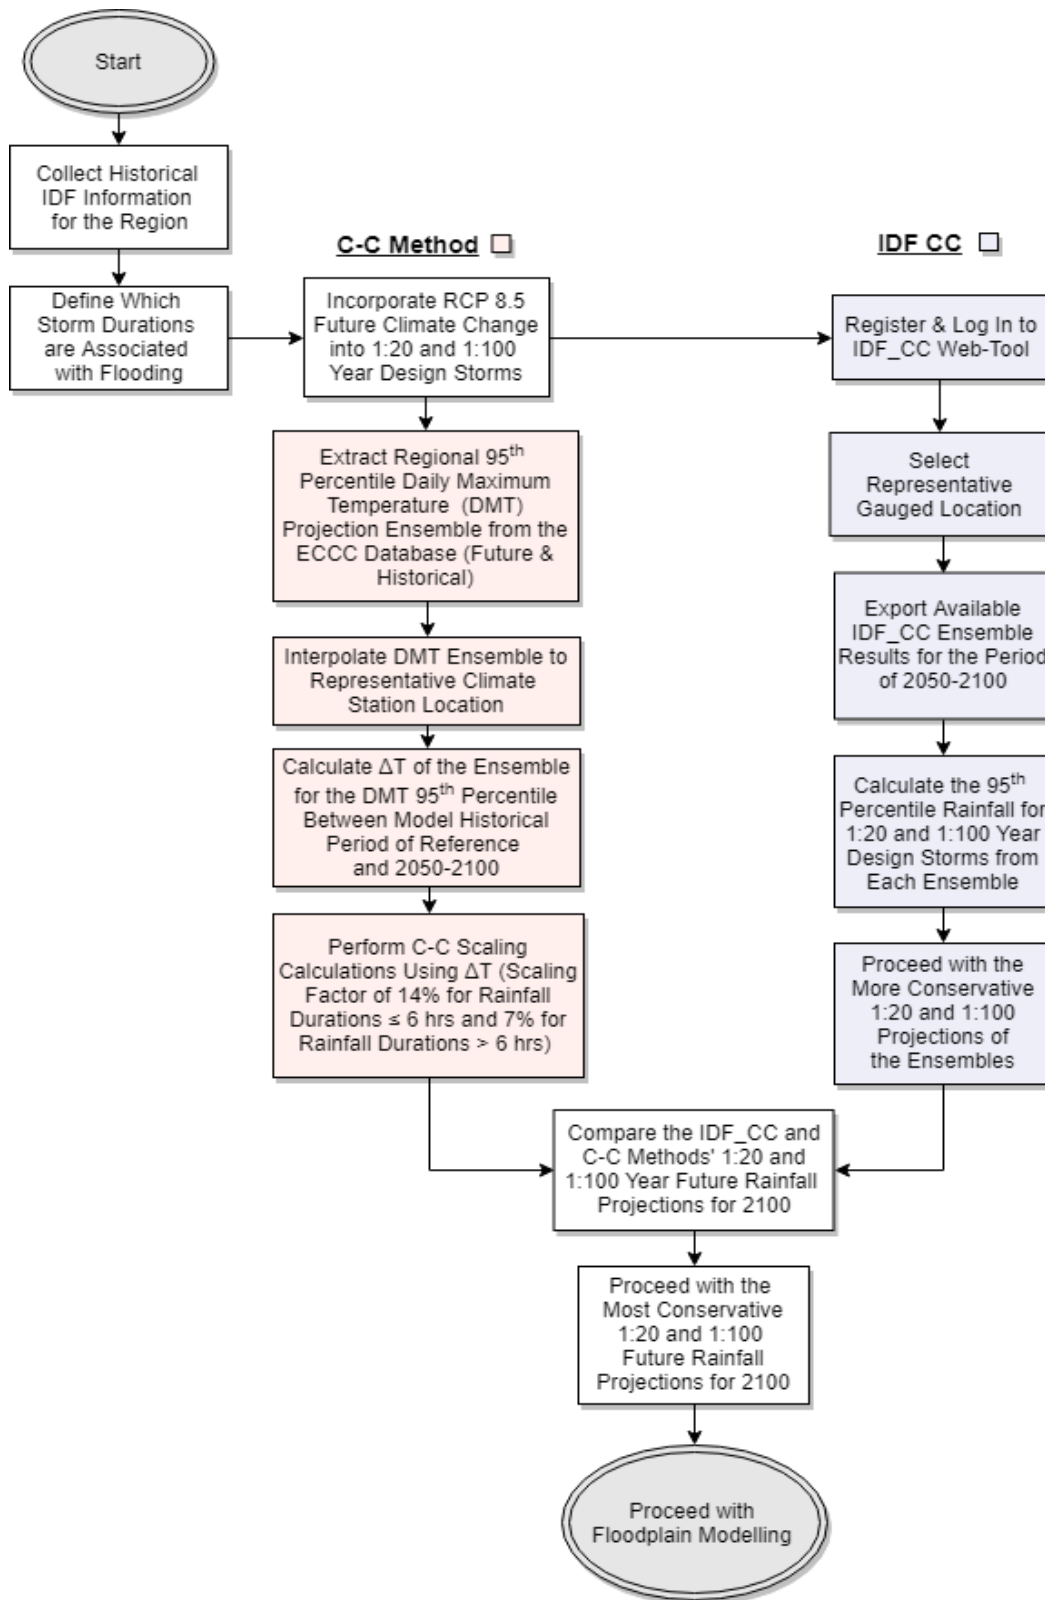 Start
Collect Historical
IDF Information
for the Region
Define Which
Storm Durations
are Associated
with Flooding
C-C Method
Incorporate RCP 8.5
Future Climate Change
into 1:20 and 1:100
Year Design Storms
Extract Regional 95th
Percentile Daily Maximum
Temperature (DMT)
Projection Ensemble from the
ECCC Database (Future &
Historical)
Interpolate DMT Ensemble to
Representative Climate
Station Location
Calculate ΔT of the Ensemble
for the DMT 95th Percentile
Between Model Historical
Period of Reference
and 2050-2100
Perform C-C Scaling
Calculations Using ΔT (Scaling
Factor of 14% for Rainfall
Durations ≤ 6 hrs and 7% for
Rainfall Durations > 6 hrs)
IDF CC
Register & Log In to
IDF_CC Web-Tool
Select
Representative
Gauged Location
Export Available
IDF_CC Ensemble
Results for the Period
of 2050-2100
Calculate the 95th
Percentile Rainfall for
1:20 and 1:100 Year
Design Storms from
Each Ensemble
Proceed with the
More Conservative
1:20 and 1:100
Projections of
the Ensembles
Compare the IDF_CC and
C-C Methods' 1:20 and
1:100 Year Future Rainfall
Projections for 2100
Proceed with the
Most Conservative
1:20 and 1:100
Future Rainfall
Projections for 2100
Proceed with
Floodplain Modelling